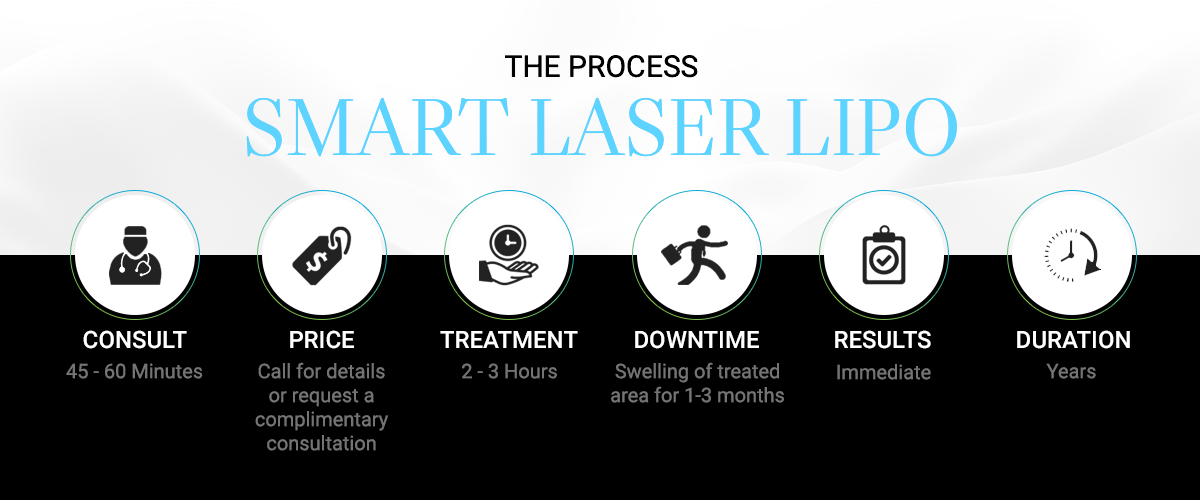 THE PROCESS
SMART LASER LIPO
CONSULT
45 - 60 Minutes
PRICE
Call for details
or request a
complimentary
consultation
TREATMENT
2 - 3 Hours
DOWNTIME
Swelling of treated
area for 1-3 months
RESULTS
Immediate
DURATION
Years